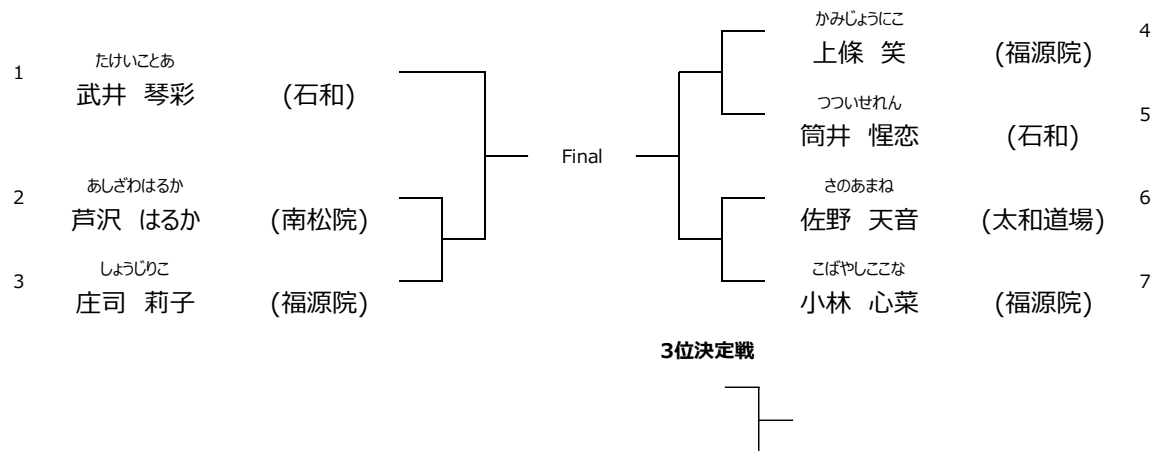 たけいことあ
1 武井 琴彩 (石和)
あしざわはるか
2 芦沢 はるか (南松院)
しょうじりこ
3 庄司 莉子 (福源院)
Final
かみじょうにこ
上條 笑 (福源院) 4
つついせれん
筒井 惺恋 (石和) 5
さのあまね
佐野 天音 (太和道場) 6
こばやしここな
小林 心菜 (福源院) 7
3位決定戦